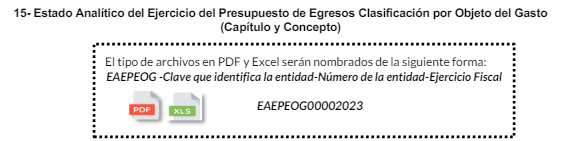 15- Estado Analítico del Ejercicio del Presupuesto de Egresos Clasificación por Objeto del Gasto
(Capítulo y Concepto)
El tipo de archivos en PDF y Excel serán nombrados de la siguiente forma:
EAEPEOG -Clave que identifica la entidad-Número de la entidad-Ejercicio Fiscal
PDF XLS EAEPEOG00002023